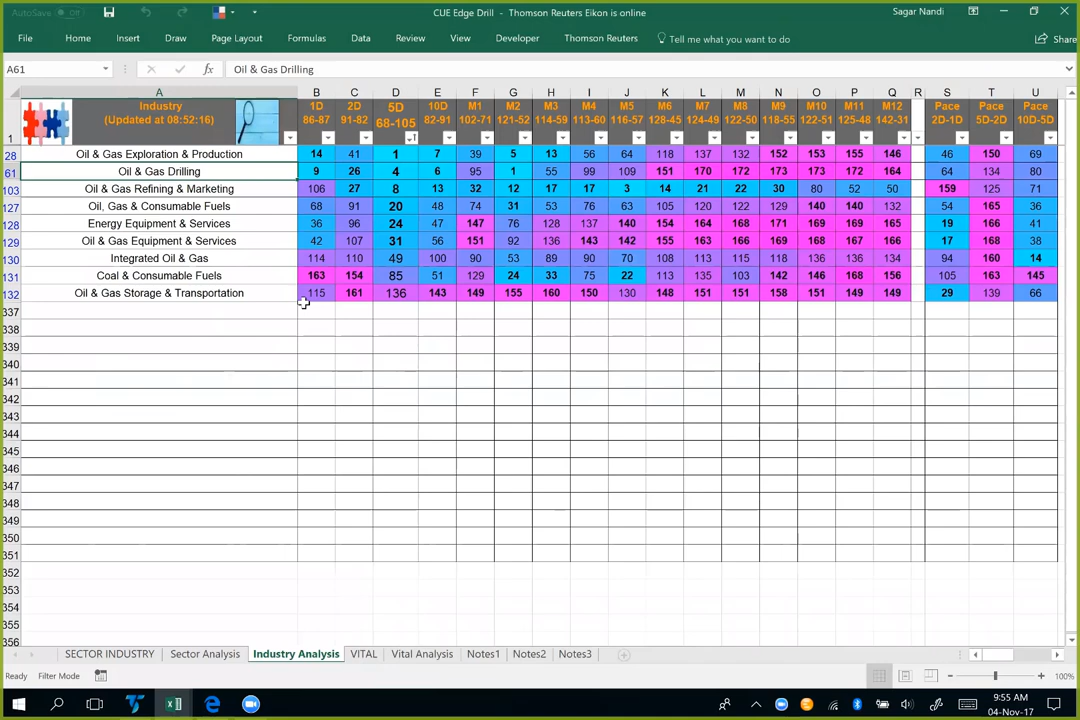 AutoSave Off CUE Edge Drill - Thomson Reuters Eikon is online Sagar Nandi
File Home Insert Draw Page Layout Formulas Data Review View Developer Thomson Reuters Tell me what you want to do Share
A61 fx Oil & Gas Drilling
A B C D E F G H I J K L M N O P Q R S T U
Industry 1D 2D 5D 10D M1 M2 M3 M4 M5 M6 M7 M8 M9 M10 M11 M12 Pace Pace Pace
(Updated at 08:52:16) 86-87 91-82 68-105 82-91 102-71 121-52 114-59 113-60 116-57 128-45 124-49 122-50 118-55 122-51 125-48 142-31 2D-1D 5D-2D 10D-5D
1
28 Oil & Gas Exploration & Production 14 41 1 7 39 5 13 56 64 118 137 132 152 153 155 146 46 150 69
61 Oil & Gas Drilling 9 26 4 6 95 1 55 99 109 151 170 172 173 173 172 164 64 134 80
103 Oil & Gas Refining & Marketing 106 27 8 13 32 12 17 17 3 14 21 22 30 80 52 50 159 125 71
127 Oil, Gas & Consumable Fuels 68 91 20 48 74 31 53 76 63 105 120 122 129 140 140 132 54 165 36
128 Energy Equipment & Services 36 96 24 47 147 76 128 137 140 154 164 168 171 169 169 165 19 166 41
129 Oil & Gas Equipment & Services 42 107 31 56 151 92 136 143 142 155 163 166 169 168 167 166 17 168 38
130 Integrated Oil & Gas 114 110 49 100 90 53 89 90 70 108 113 115 118 136 136 134 94 160 14
131 Coal & Consumable Fuels 163 154 85 51 129 24 33 75 22 113 135 103 142 146 168 156 105 163 145
132 Oil & Gas Storage & Transportation 115 161 136 143 149 155 160 150 130 148 151 151 158 151 149 149 29 139 66
337
338
339
340
341
342
343
344
345
346
347
348
349
350
351
352
353
354
355
356
SECTOR INDUSTRY Sector Analysis Industry Analysis VITAL Vital Analysis Notes1 Notes2 Notes3
Ready Filter Mode 100%
9:55 AM
04-Nov-17